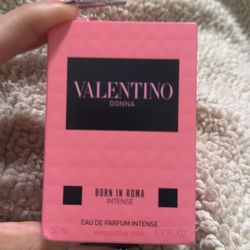 VALENTINO
DONNA
BORN IN ROMA
INTENSE
EAU DE PARFUM INTENSE
50 ml
1.7 FL.OZ